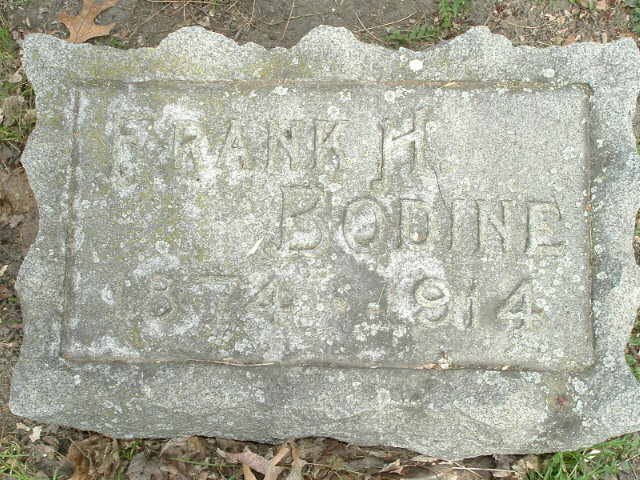 FRANK H.
BODINE
1874 - 1914